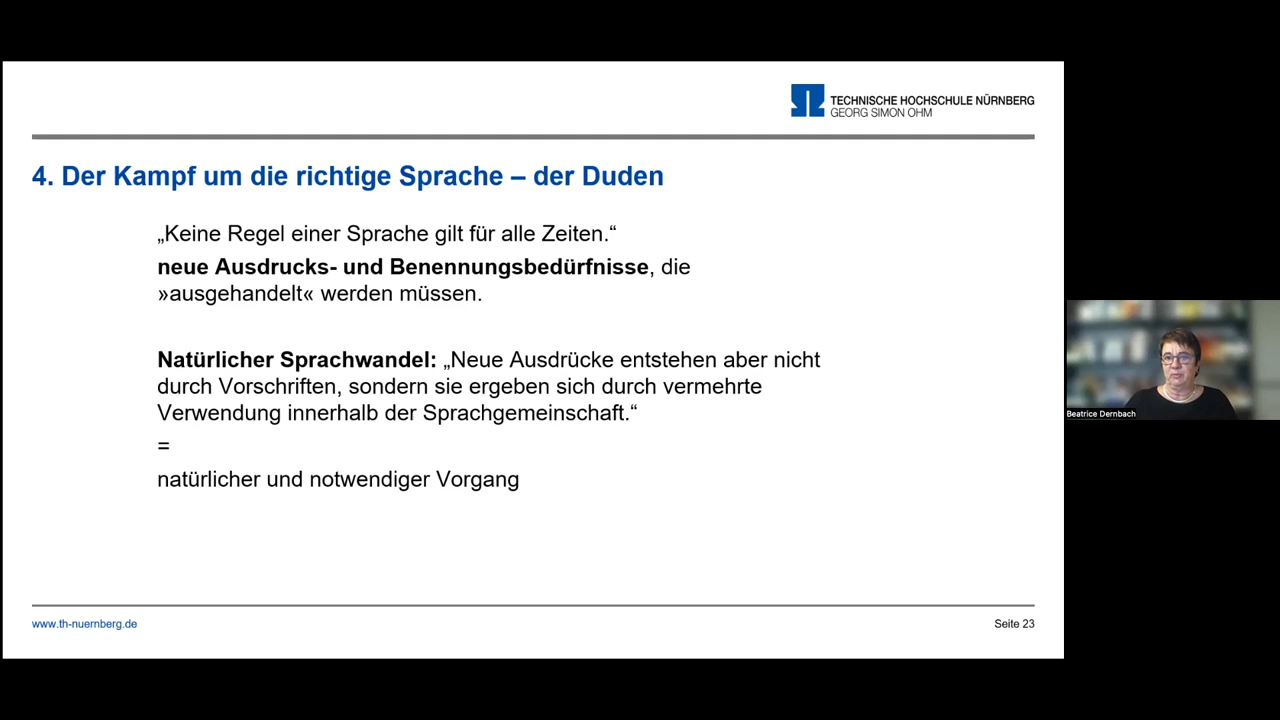 TECHNISCHE HOCHSCHULE NÜRNBERG
GEORG SIMON OHM
4. Der Kampf um die richtige Sprache – der Duden
„Keine Regel einer Sprache gilt für alle Zeiten.“
neue Ausdrucks- und Benennungsbedürfnisse, die
»ausgehandelt« werden müssen.
Natürlicher Sprachwandel: „Neue Ausdrücke entstehen aber nicht
durch Vorschriften, sondern sie ergeben sich durch vermehrte
Verwendung innerhalb der Sprachgemeinschaft.“
=
natürlicher und notwendiger Vorgang
Beatrice Dernbach
www.th-nuernberg.de
Seite 23